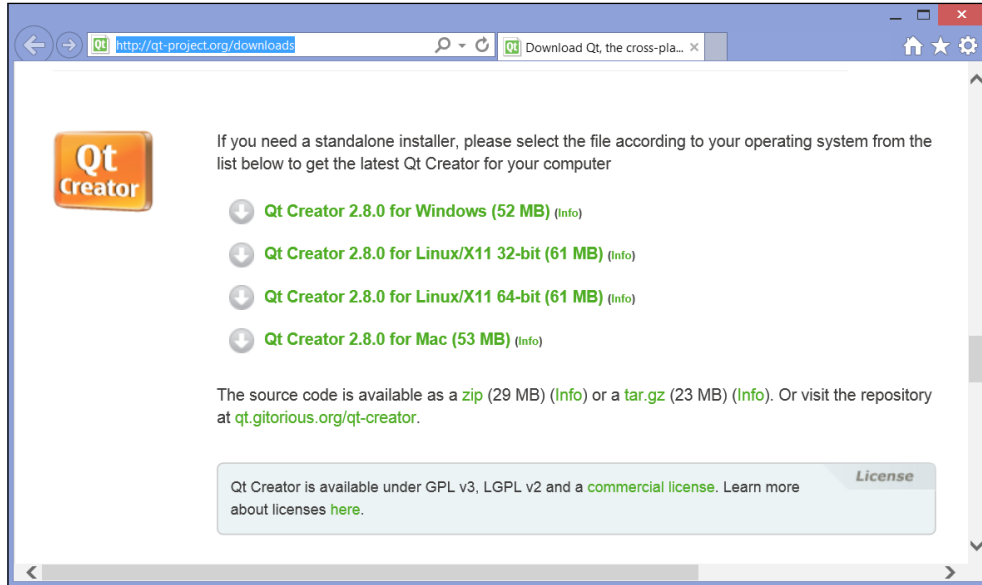 http://qt-project.org/downloads
Download Qt, the cross-pla...
Qt
Creator
If you need a standalone installer, please select the file according to your operating system from the
list below to get the latest Qt Creator for your computer
Qt Creator 2.8.0 for Windows (52 MB) (Info)
Qt Creator 2.8.0 for Linux/X11 32-bit (61 MB) (Info)
Qt Creator 2.8.0 for Linux/X11 64-bit (61 MB) (Info)
Qt Creator 2.8.0 for Mac (53 MB) (Info)
The source code is available as a zip (29 MB) (Info) or a tar.gz (23 MB) (Info). Or visit the repository
at qt.gitorious.org/qt-creator.
License
Qt Creator is available under GPL v3, LGPL v2 and a commercial license. Learn more
about licenses here.